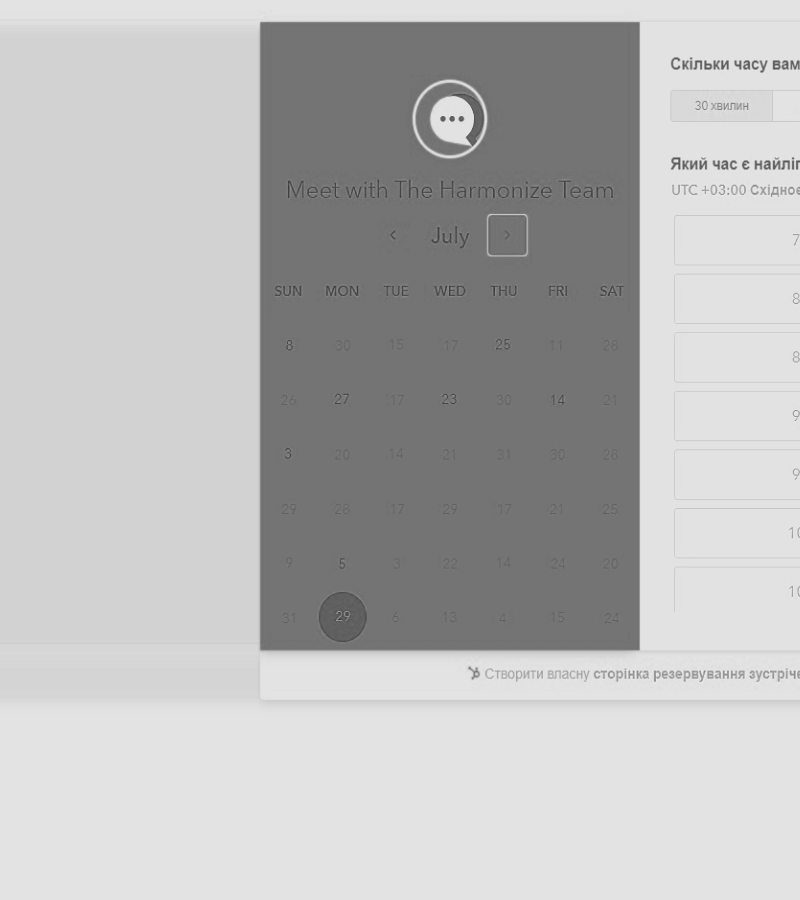 Meet with The Harmonize Team
July
SUN MON TUE WED THU FRI SAT
8 30 15 17 25 11 28
26 27 17 23 30 14 21
3 20 14 21 31 30 28
29 28 17 29 17 21 25
9 5 3 22 14 24 20
31 29 6 13 4 15 24
Скільки часу вам
30 хвилин
Який час є
UTC +03:00
7
8
8
9
9
10
10
Створити власну сторінка резервування